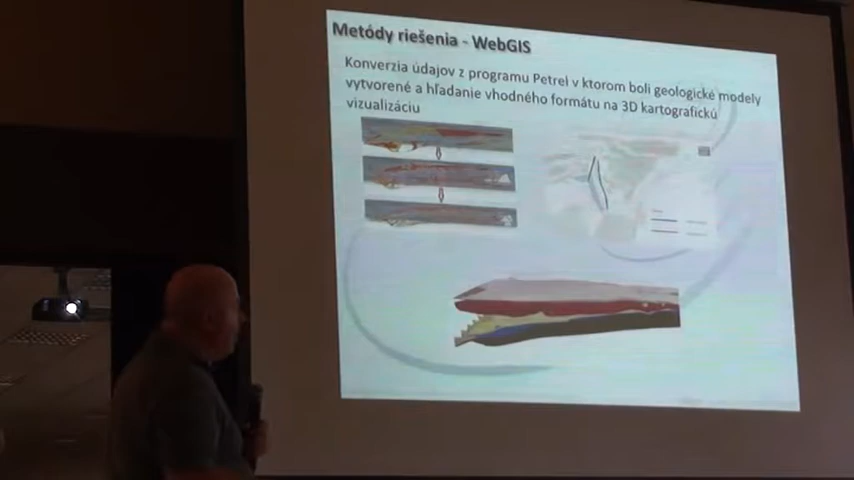 Metódy riešenia - WebGIS
Konverzia údajov z programu Petrel v ktorom boli geologické modely
vytvorené a hľadanie vhodného formátu na 3D kartografickú
vizualizáciu